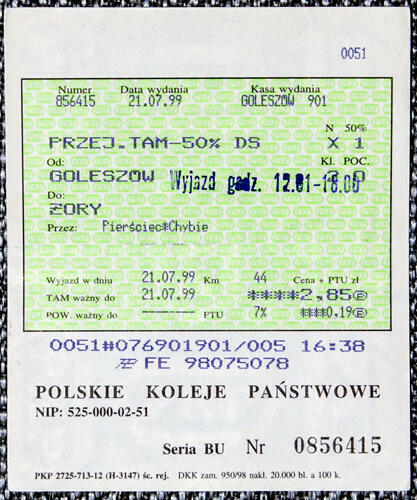 0051
Numer Data wydania Kasa wydania
856415 21.07.99 GOLESZÓW 901
N 50%
PRZEJ.TAM-50% DS X 1
Od: Kl. POC.
GOLESZOW Wyjazd godz. 12.01-18.00
Do:
ŻORY
Przez: Pierściec*Chybie
Wyjazd w dniu 21.07.99 Km 44 Cena + PTU zł
TAM ważny do 21.07.99 ****2,85
POW. ważny do -------- PTU 7% ****0,19
0051#076901901/005 16:38
FE 98075078
POLSKIE KOLEJE PAŃSTWOWE
NIP: 525-000-02-51
Seria BU Nr 0856415
PKP 2725-713-12 (H-3147) śc. rej. DKK zam. 950/98 nakł. 20.000 bl. a 100 k.